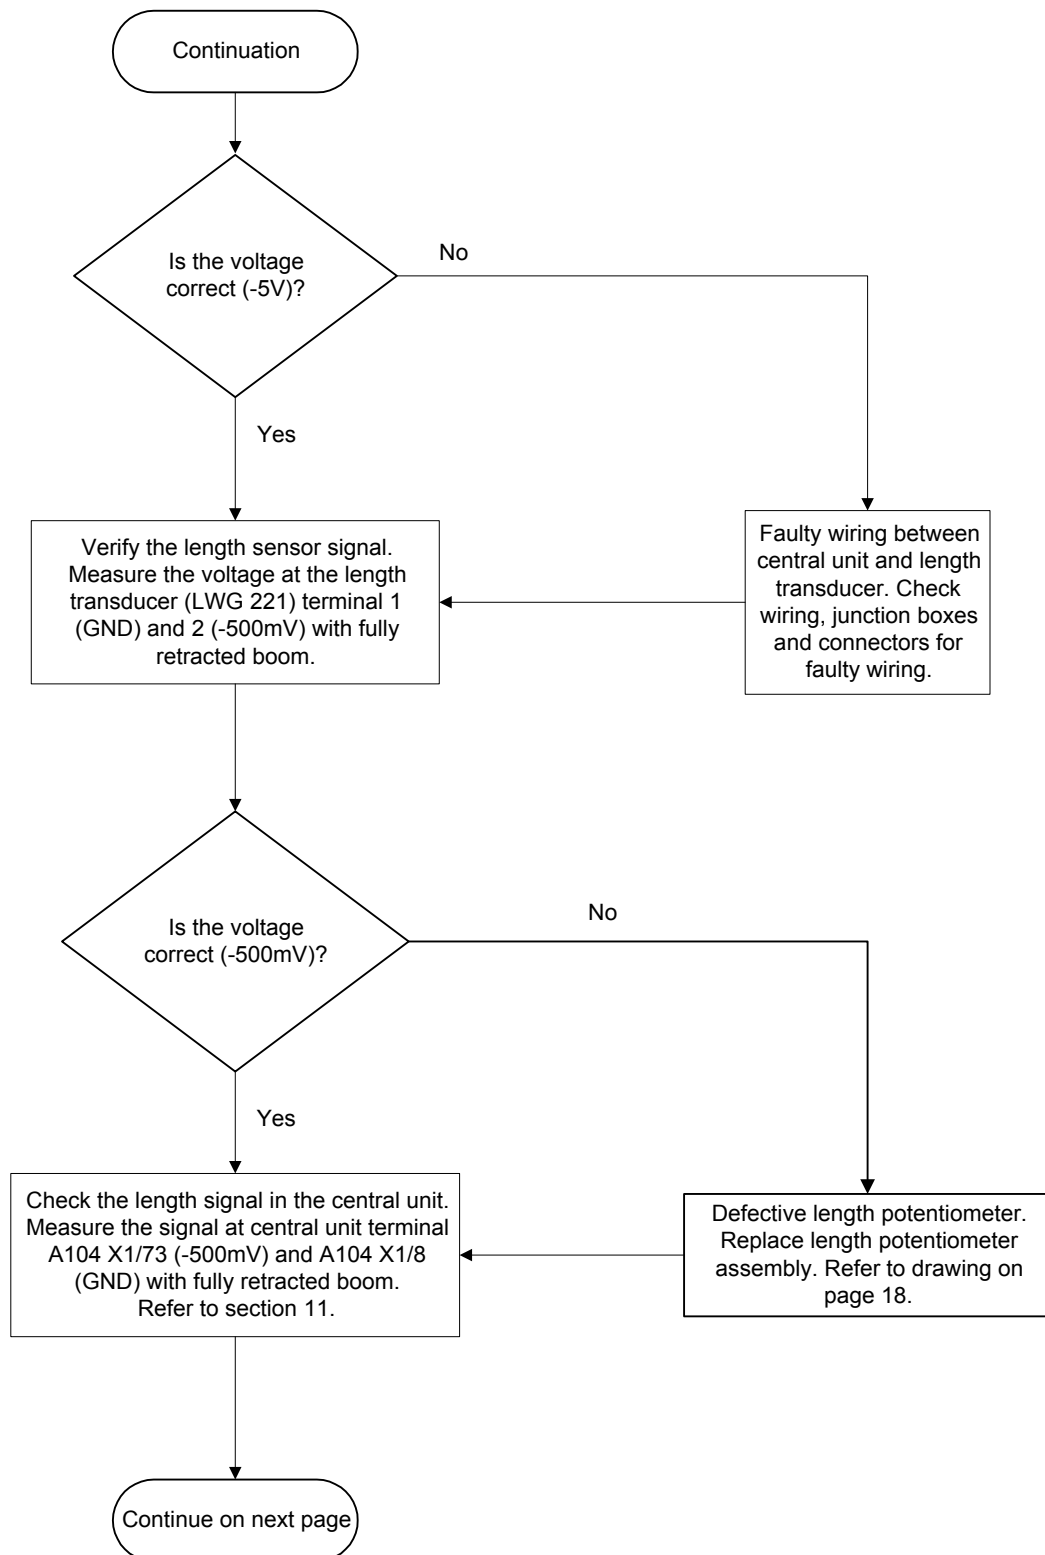 Continuation
Is the voltage
correct (-5V)?
No
Yes
Verify the length sensor signal.
Measure the voltage at the length
transducer (LWG 221) terminal 1
(GND) and 2 (-500mV) with fully
retracted boom.
Faulty wiring between
central unit and length
transducer. Check
wiring, junction boxes
and connectors for
faulty wiring.
Is the voltage
correct (-500mV)?
No
Yes
Check the length signal in the central unit.
Measure the signal at central unit terminal
A104 X1/73 (-500mV) and A104 X1/8
(GND) with fully retracted boom.
Refer to section 11.
Defective length potentiometer.
Replace length potentiometer
assembly. Refer to drawing on
page 18.
Continue on next page